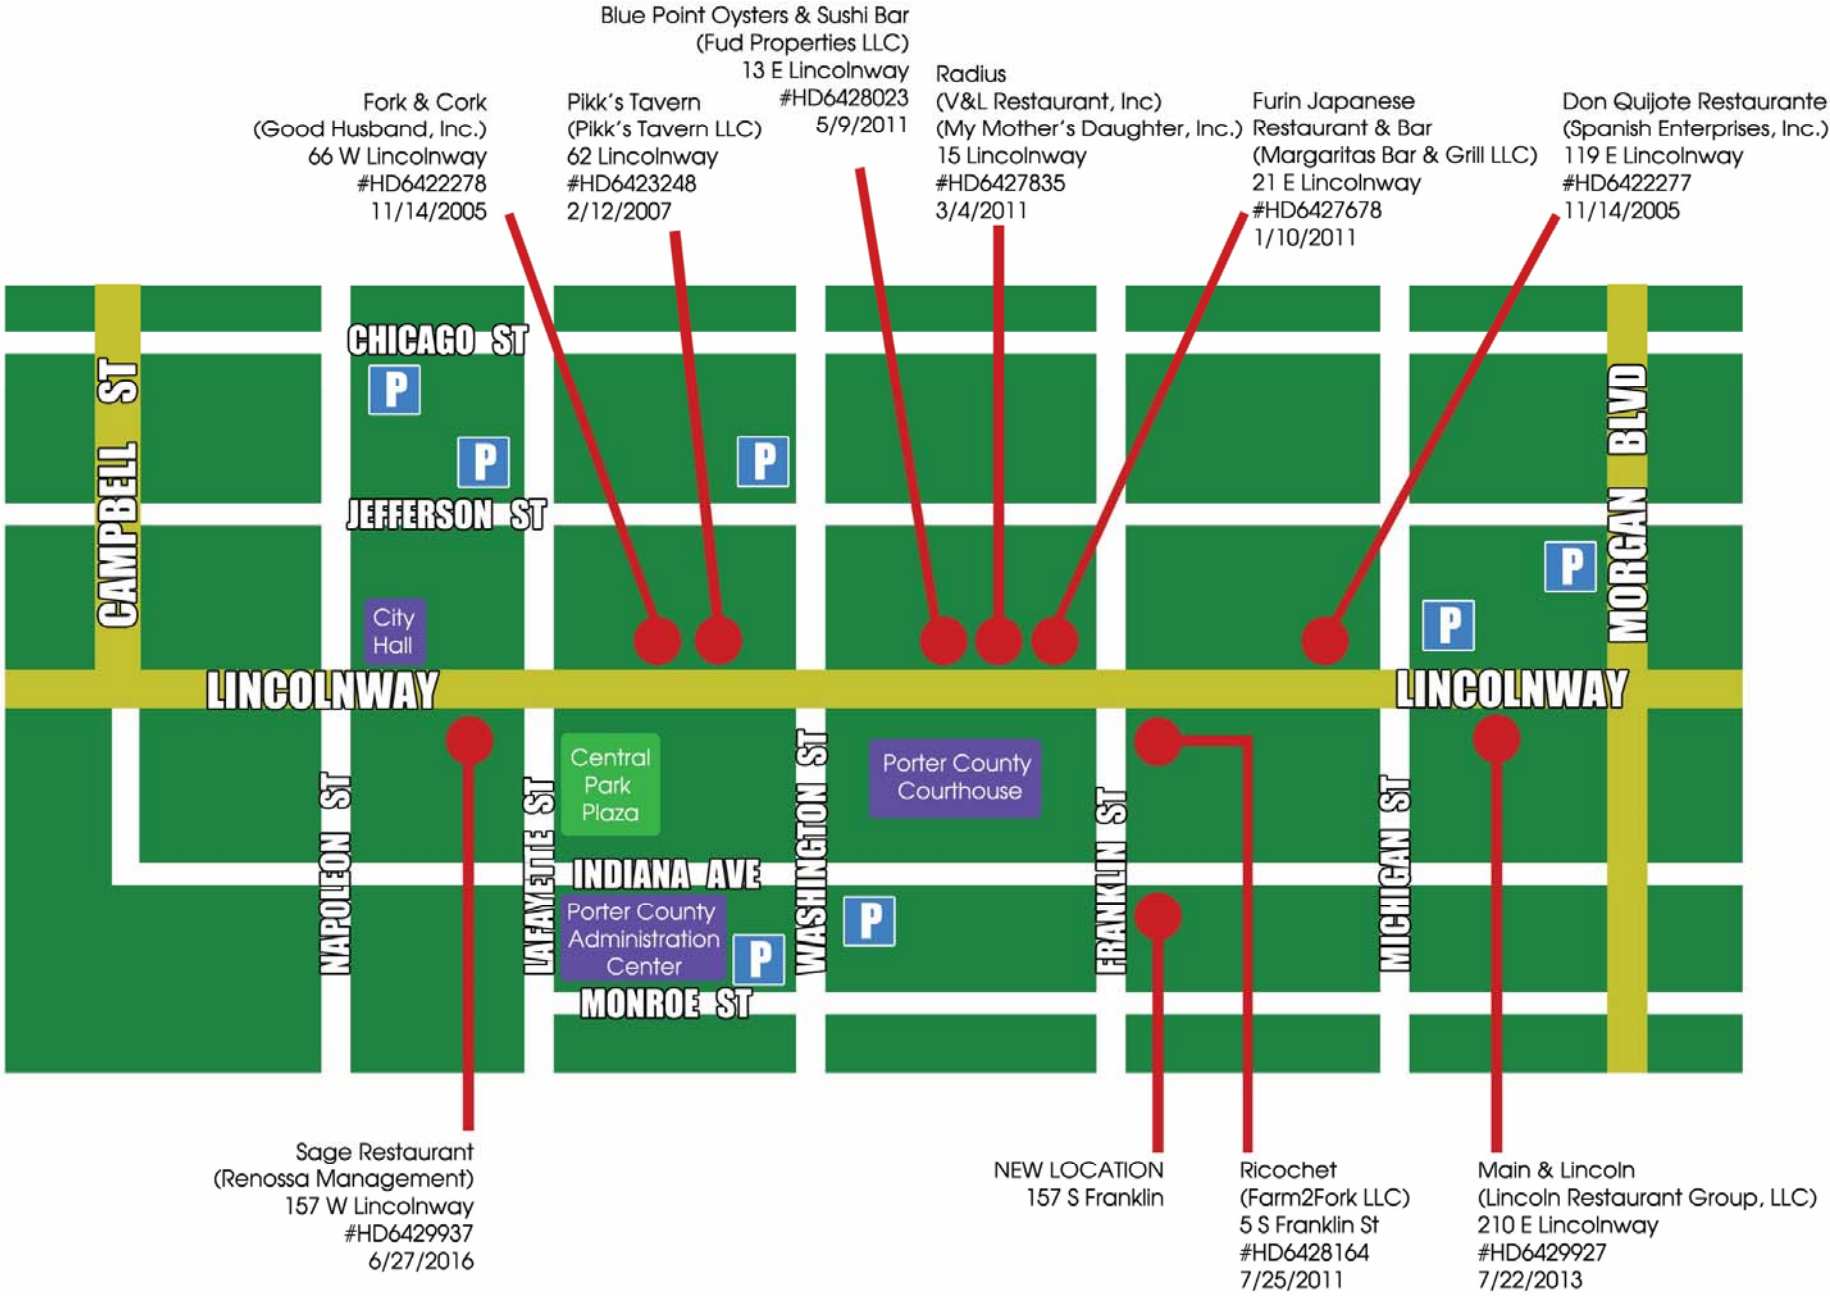 Blue Point Oysters & Sushi Bar
(Fud Properties LLC)
13 E Lincolnway
#HD6428023
5/9/2011
Fork & Cork
(Good Husband, Inc.)
66 W Lincolnway
#HD6422278
11/14/2005
Pikk's Tavern
(Pikk's Tavern LLC)
62 Lincolnway
#HD6423248
2/12/2007
Radius
(V&L Restaurant, Inc)
(My Mother's Daughter, Inc.)
15 Lincolnway
#HD6427835
3/4/2011
Furin Japanese
Restaurant & Bar
(Margaritas Bar & Grill LLC)
21 E Lincolnway
#HD6427678
1/10/2011
Don Quijote Restaurante
(Spanish Enterprises, Inc.)
119 E Lincolnway
#HD6422277
11/14/2005
CHICAGO ST
P
P
P
JEFFERSON ST
CAMPBELL ST
MORGAN BLVD
P
P
City
Hall
LINCOLNWAY
LINCOLNWAY
Central
Park
Plaza
Porter County
Courthouse
NAPOLEON ST
LAFAYETTE ST
WASHINGTON ST
FRANKLIN ST
MICHIGAN ST
INDIANA AVE
Porter County
Administration
Center
P
P
MONROE ST
Sage Restaurant
(Renossa Management)
157 W Lincolnway
#HD6429937
6/27/2016
NEW LOCATION
157 S Franklin
Ricochet
(Farm2Fork LLC)
5 S Franklin St
#HD6428164
7/25/2011
Main & Lincoln
(Lincoln Restaurant Group, LLC)
210 E Lincolnway
#HD6429927
7/22/2013